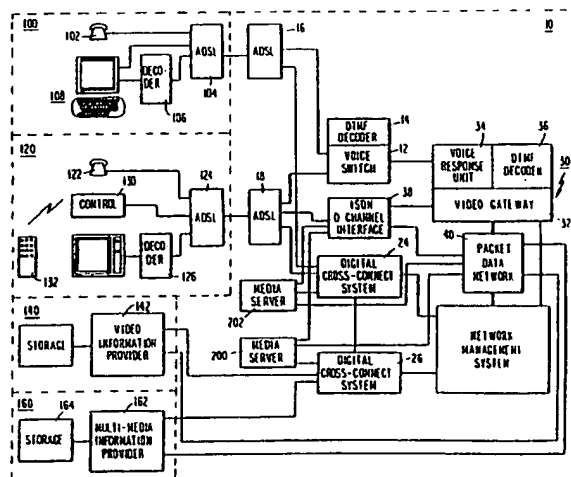 100
102
ADSL
104
DECO-
DER
106
108
ADSL
16
10
DTMF
DECODER
14
VOICE
SWITCH
12
34
VOICE
RESPONSE
UNIT
36
DTMF
DECODER
30
VIDEO GATEWAY
32
120
122
130
CONTROL
124
ADSL
18
ADSL
ISDN
D CHANNEL
INTERFACE
38
132
DECO
DER
126
24
DIGITAL
CROSS-CONNECT
SYSTEM
40
PACKET
DATA
NETWORK
MEDIA
SERVER
202
140
142
STORAGE
VIDEO
INFORMATION
PROVIDER
200
MEDIA
SERVER
DIGITAL
CROSS-CONNECT
SYSTEM
26
NETWORK
MANAGEMENT
SYSTEM
160
164
162
STORAGE
MULTI-MEDIA
INFORMATION
PROVIDER